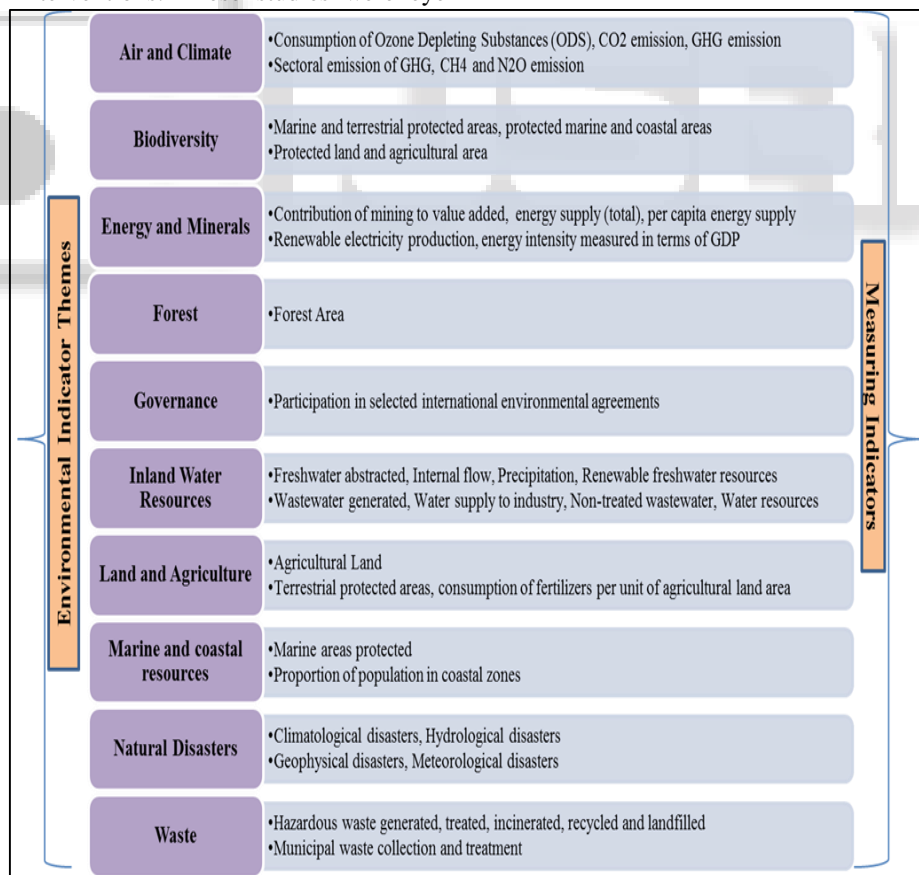 Air and Climate
•Consumption of Ozone Depleting Substances (ODS), CO2 emission, GHG emission
•Sectoral emission of GHG, CH4 and N2O emission
Biodiversity
•Marine and terrestrial protected areas, protected marine and coastal areas
•Protected land and agricultural area
Energy and Minerals
•Contribution of mining to value added, energy supply (total), per capita energy supply
•Renewable electricity production, energy intensity measured in terms of GDP
Forest
•Forest Area
Governance
•Participation in selected international environmental agreements
Inland Water
Resources
•Freshwater abstracted, Internal flow, Precipitation, Renewable freshwater resources
•Wastewater generated, Water supply to industry, Non-treated wastewater, Water resources
Land and Agriculture
•Agricultural Land
•Terrestrial protected areas, consumption of fertilizers per unit of agricultural land area
Marine and coastal
resources
•Marine areas protected
•Proportion of population in coastal zones
Natural Disasters
•Climatological disasters, Hydrological disasters
•Geophysical disasters, Meteorological disasters
Waste
•Hazardous waste generated, treated, incinerated, recycled and landfilled
•Municipal waste collection and treatment
Environmental Indicator Themes
Measuring Indicators